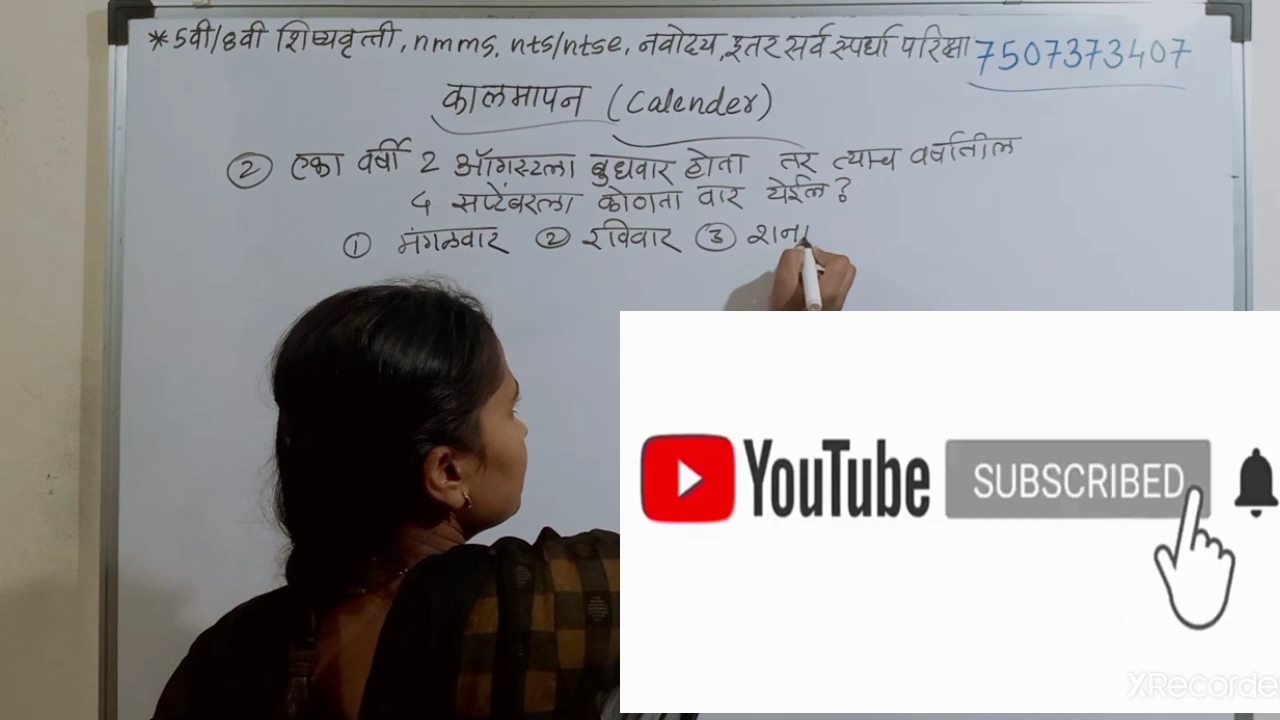 * 5वी/8वी शिष्यवृत्ती, nmms, nts/ntse, नवोदय, इतर सर्व स्पर्धा परिक्षा 7507373407
कालमापन (Calender)
② एका वर्षी 2 ऑगस्टला बुधवार होता तर त्याच वर्षातील
५ सप्टेंबरला कोणता वार येईल?
① मंगळवार ② रविवार ③ शना
YouTube SUBSCRIBED
XRecorde